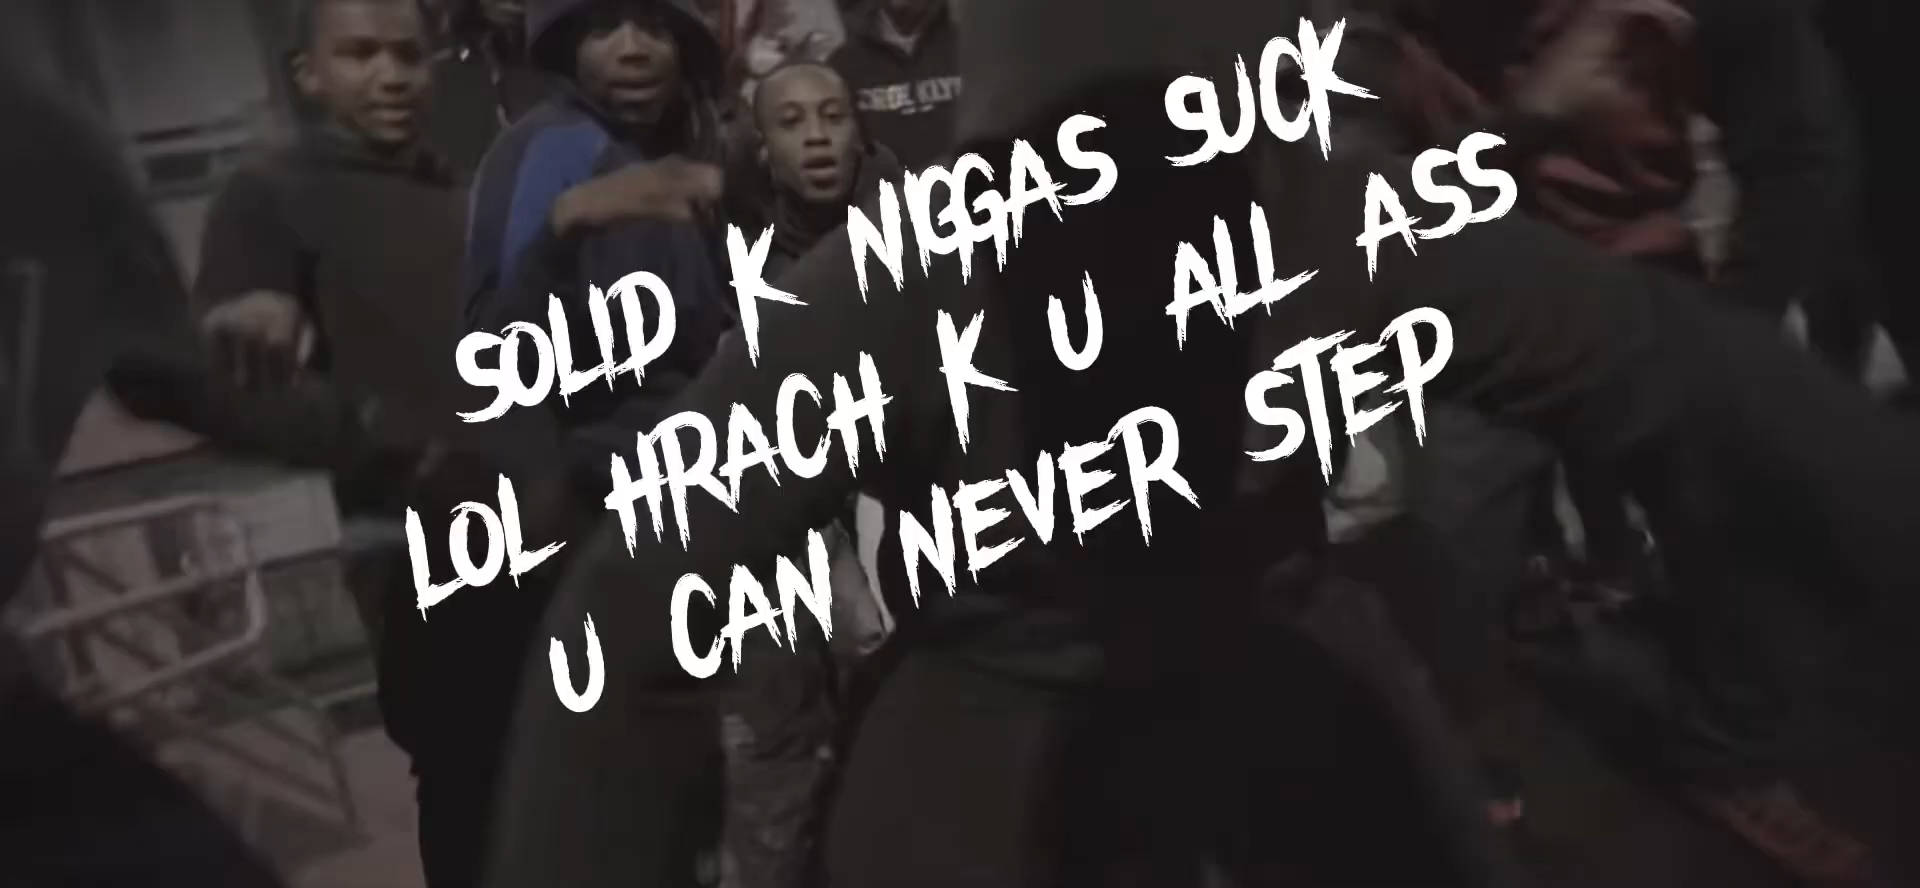 SOLID K NIGGAS SUCK
LOL HRACH K U ALL ASS
U CAN NEVER STEP